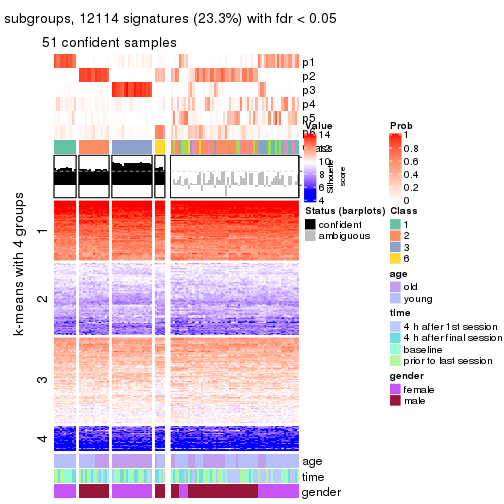 subgroups, 12114 signatures (23.3%) with fdr < 0.05
51 confident samples
p1
p2
p3
p4
p5
Value
14
10
8
6
4
Silhouette
score
Prob
1
0.8
0.6
0.4
0.2
0
Status (barplots)
confident
ambiguous
Class
1
2
3
6
age
old
young
time
4 h after 1st session
4 h after final session
baseline
prior to last session
gender
female
male
k-means with 4 groups
1
2
3
4
age
time
gender